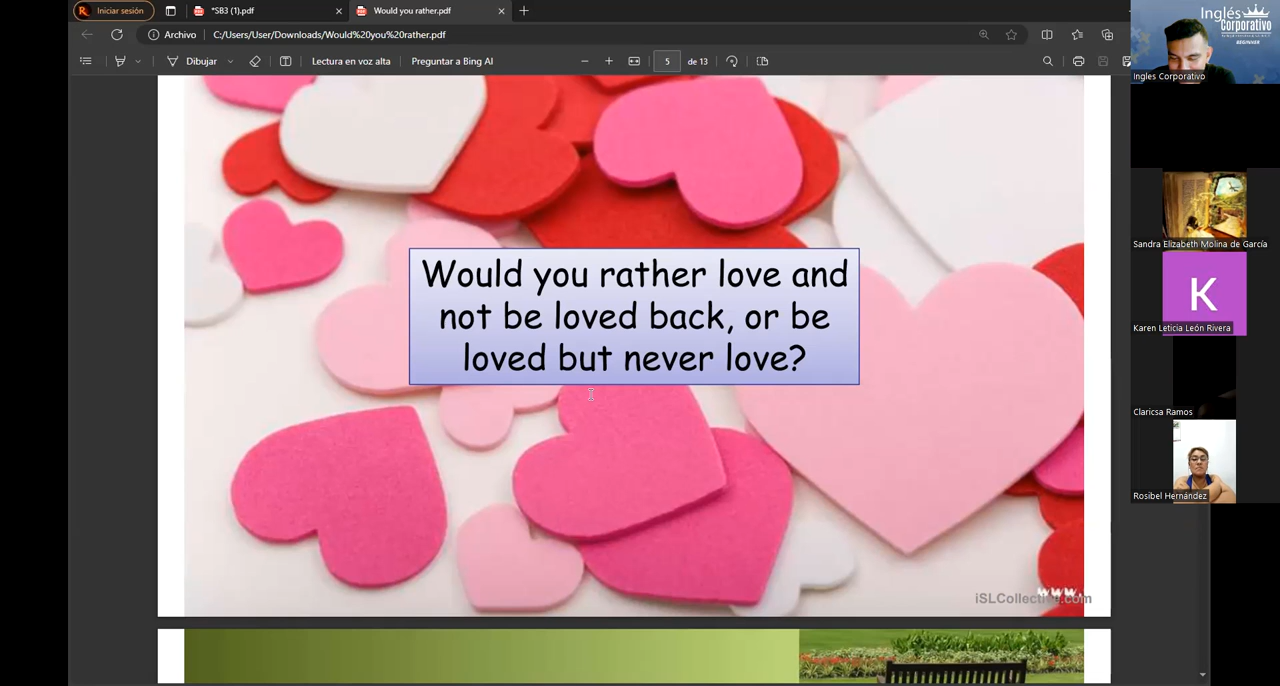 Iniciar sesión
*SB3 (1).pdf
Would you rather.pdf
Archivo
C:/Users/User/Downloads/Would%20you%20rather.pdf
Dibujar
Lectura en voz alta
Preguntar a Bing AI
5
de 13
Would you rather love and
not be loved back, or be
loved but never love?
www.
iSLCollective.com
Inglés
Corporativo
BEGINNER
Ingles Corporativo
Sandra Elizabeth Molina de García
K
Karen Leticia León Rivera
Claricsa Ramos
Rosibel Hernández